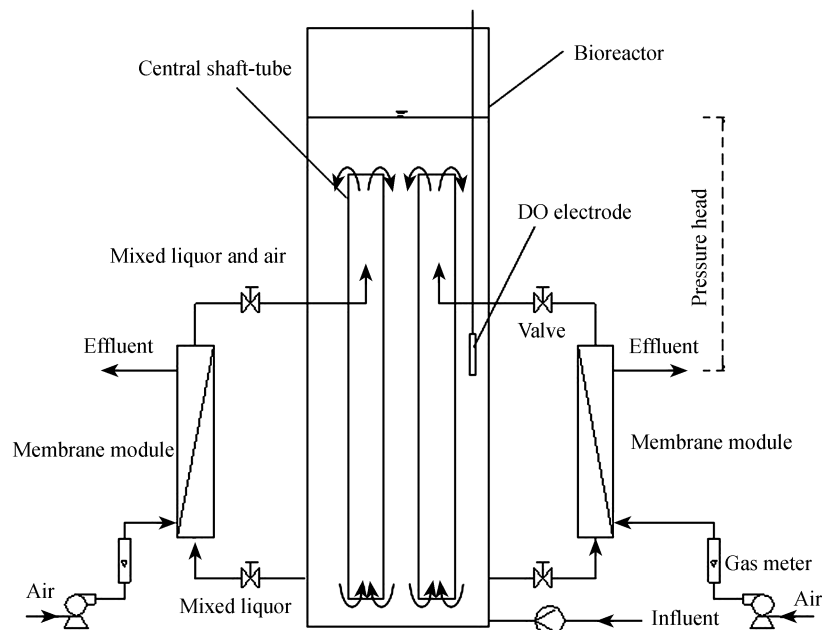 Central shaft-tube
Bioreactor
DO electrode
Pressure head
Mixed liquor and air
Valve
Effluent
Effluent
Membrane module
Membrane module
Gas meter
Air
Mixed liquor
Influent
Air